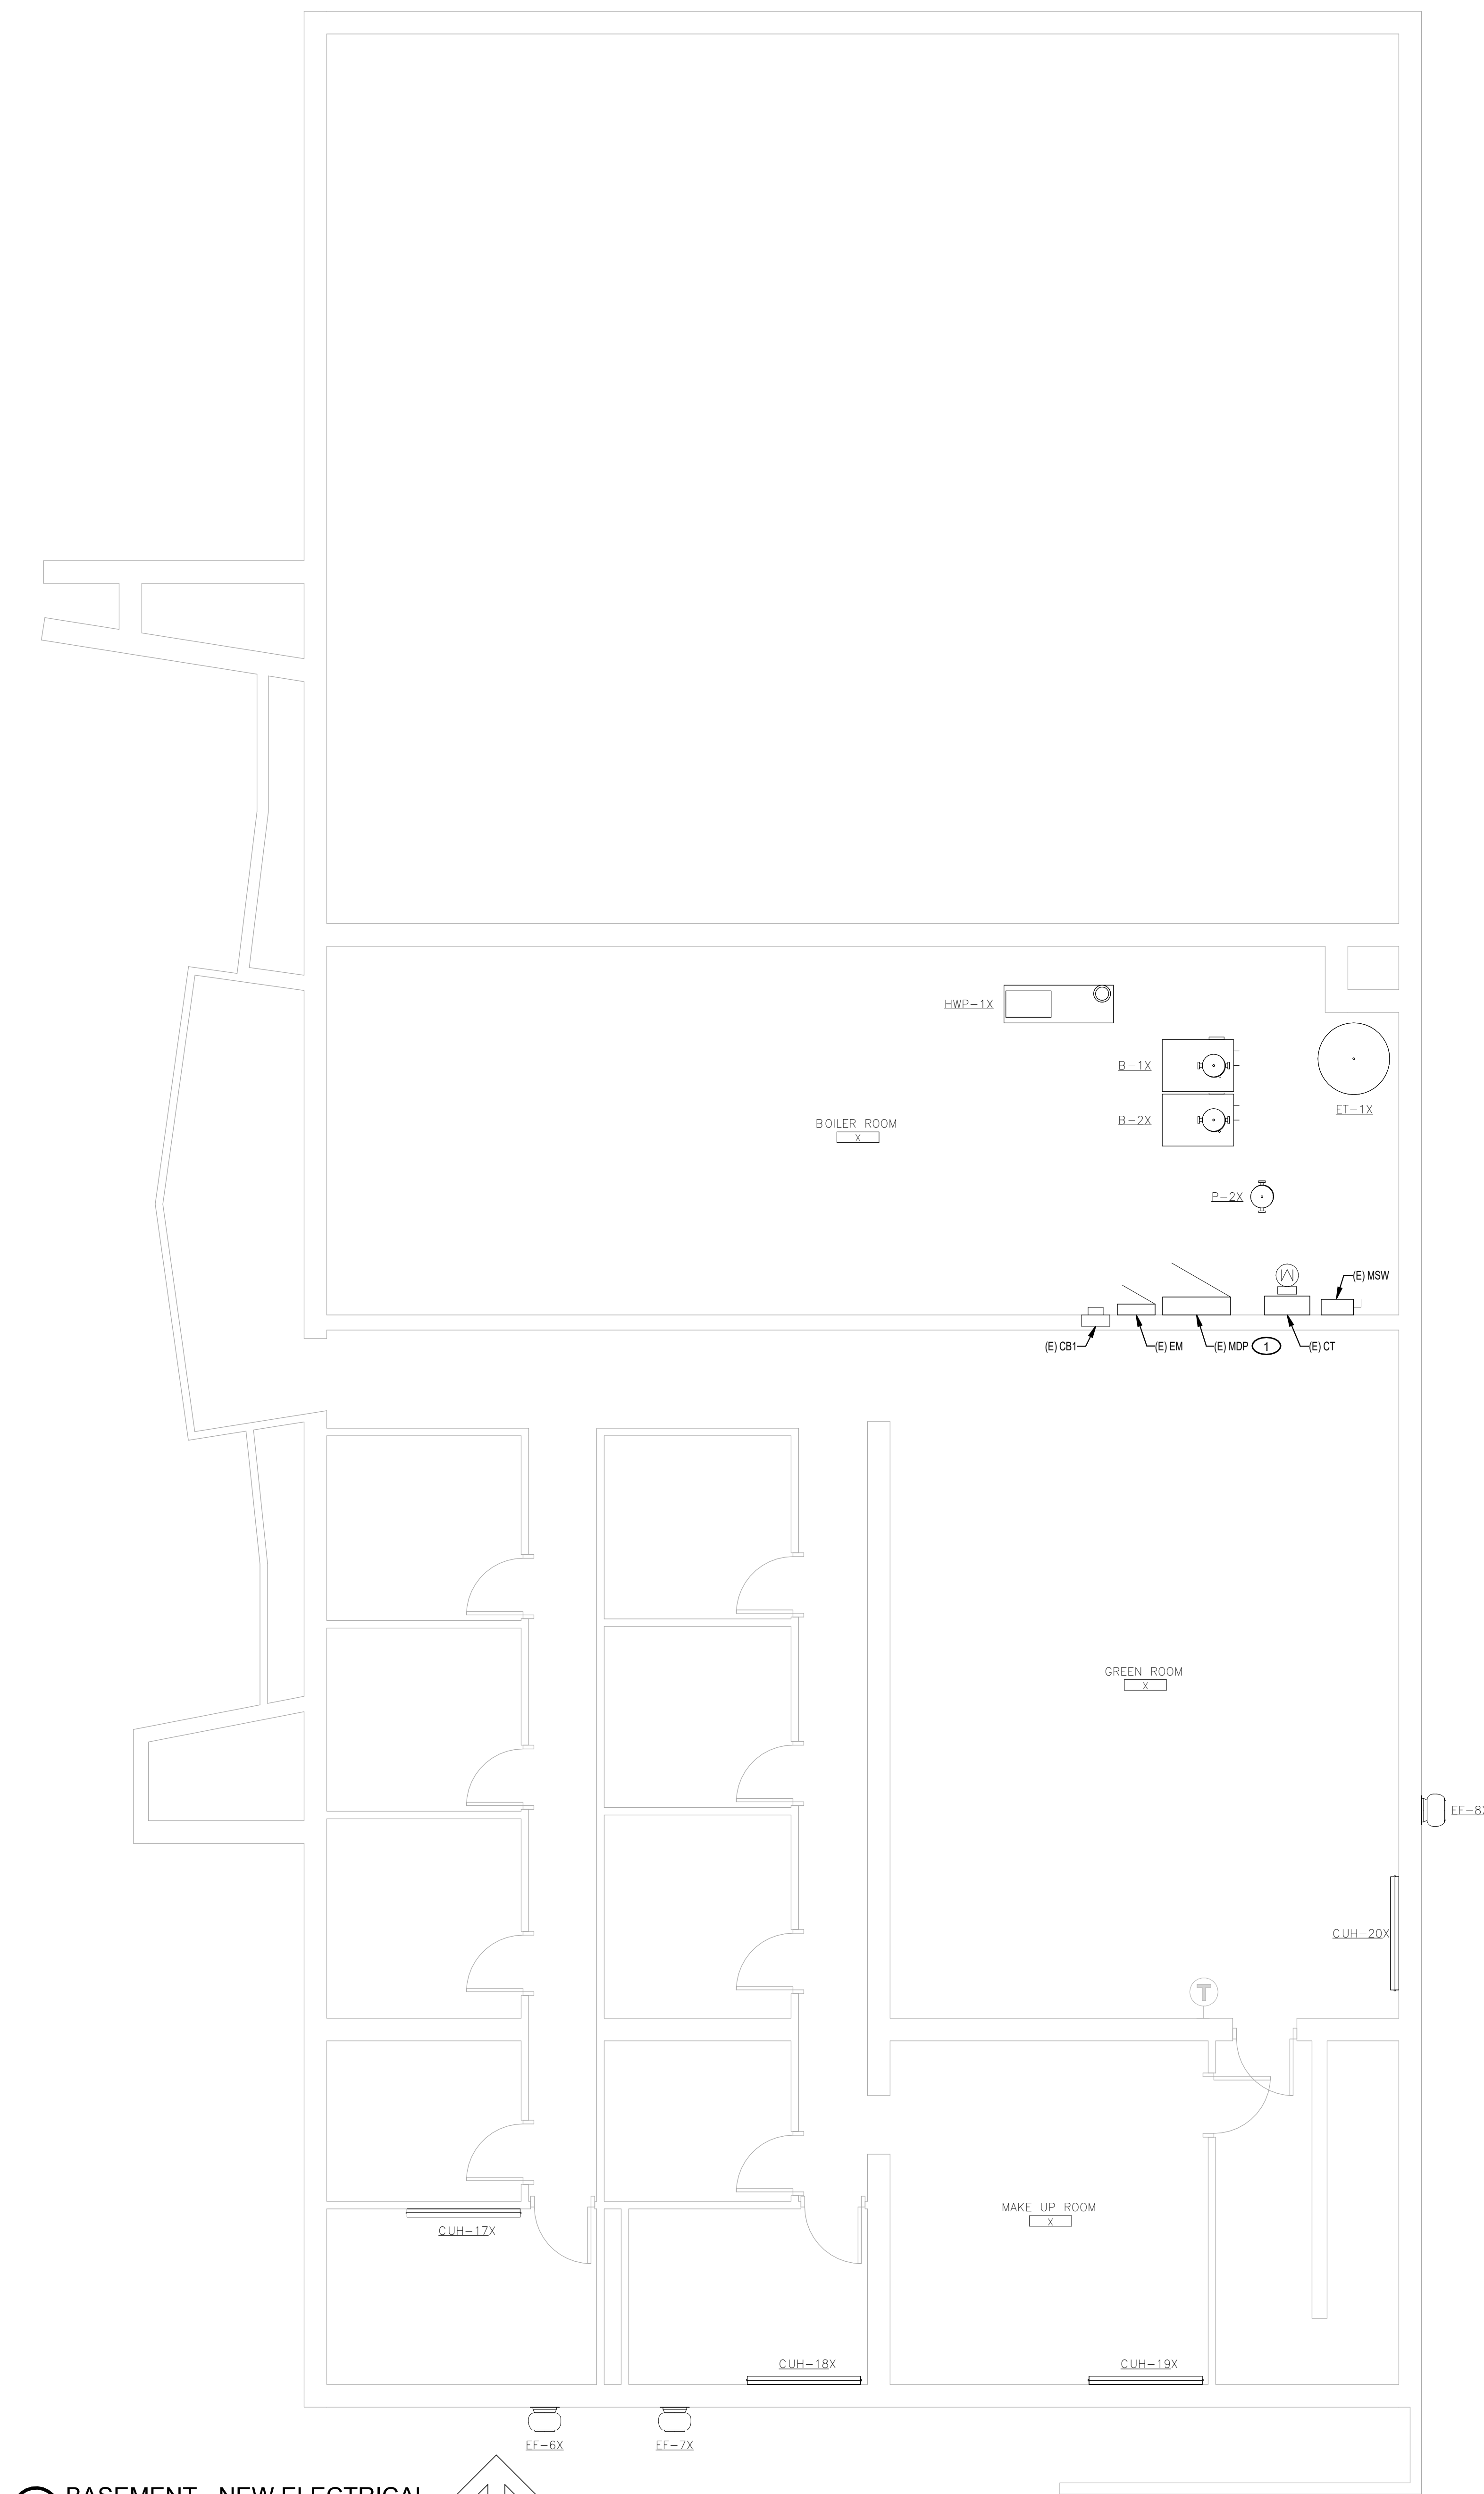 HWP-1X
B-1X
ET-1X
B-2X
BOILER ROOM
X
P-2X
M
(E) MSW
(E) CB1
(E) EM
(E) MDP
1
(E) CT
GREEN ROOM
X
EF-8X
CUH-20X
T
MAKE UP ROOM
X
CUH-17X
CUH-18X
CUH-19X
EF-6X
EF-7X
BASEMENT - NEW ELECTRICAL